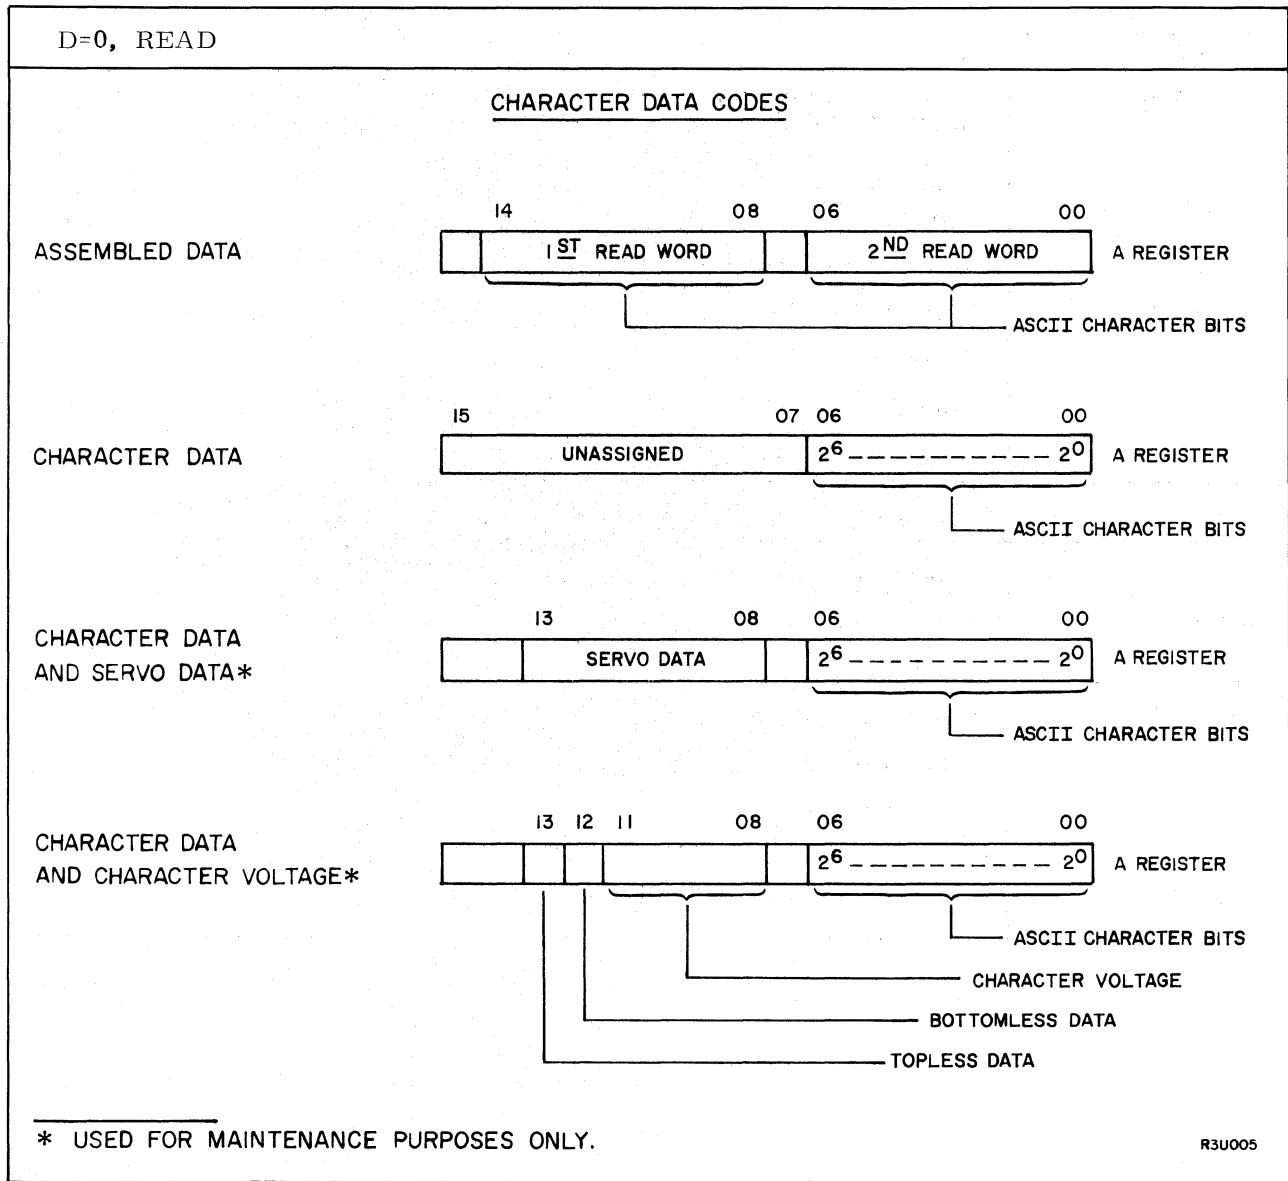 D=0, READ
CHARACTER DATA CODES
14 08 06 00
ASSEMBLED DATA 1ST READ WORD 2ND READ WORD A REGISTER
ASCII CHARACTER BITS
15 07 06 00
CHARACTER DATA UNASSIGNED 2⁶ ---------- 2⁰ A REGISTER
ASCII CHARACTER BITS
13 08 06 00
CHARACTER DATA
AND SERVO DATA* SERVO DATA 2⁶ ---------- 2⁰ A REGISTER
ASCII CHARACTER BITS
13 12 11 08 06 00
CHARACTER DATA
AND CHARACTER VOLTAGE* 2⁶ ---------- 2⁰ A REGISTER
ASCII CHARACTER BITS
CHARACTER VOLTAGE
BOTTOMLESS DATA
TOPLESS DATA
* USED FOR MAINTENANCE PURPOSES ONLY.
R3U005